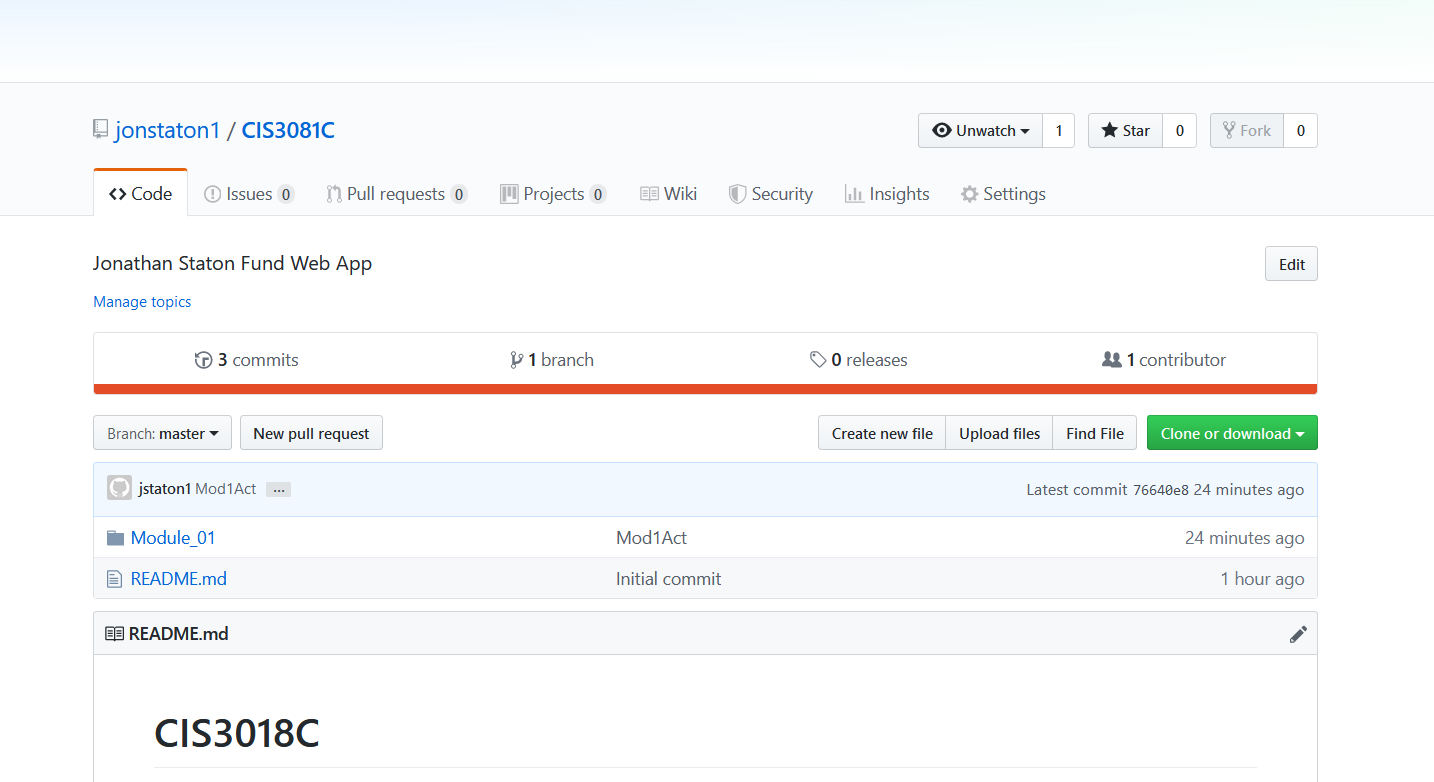 jonstaton1 / CIS3081C
Unwatch 1 Star 0 Fork 0
Code Issues 0 Pull requests 0 Projects 0 Wiki Security Insights Settings
Jonathan Staton Fund Web App
Edit
Manage topics
3 commits 1 branch 0 releases 1 contributor
Branch: master New pull request Create new file Upload files Find File Clone or download
jstaton1 Mod1Act ... Latest commit 76640e8 24 minutes ago
Module_01 Mod1Act 24 minutes ago
README.md Initial commit 1 hour ago
README.md
CIS3018C